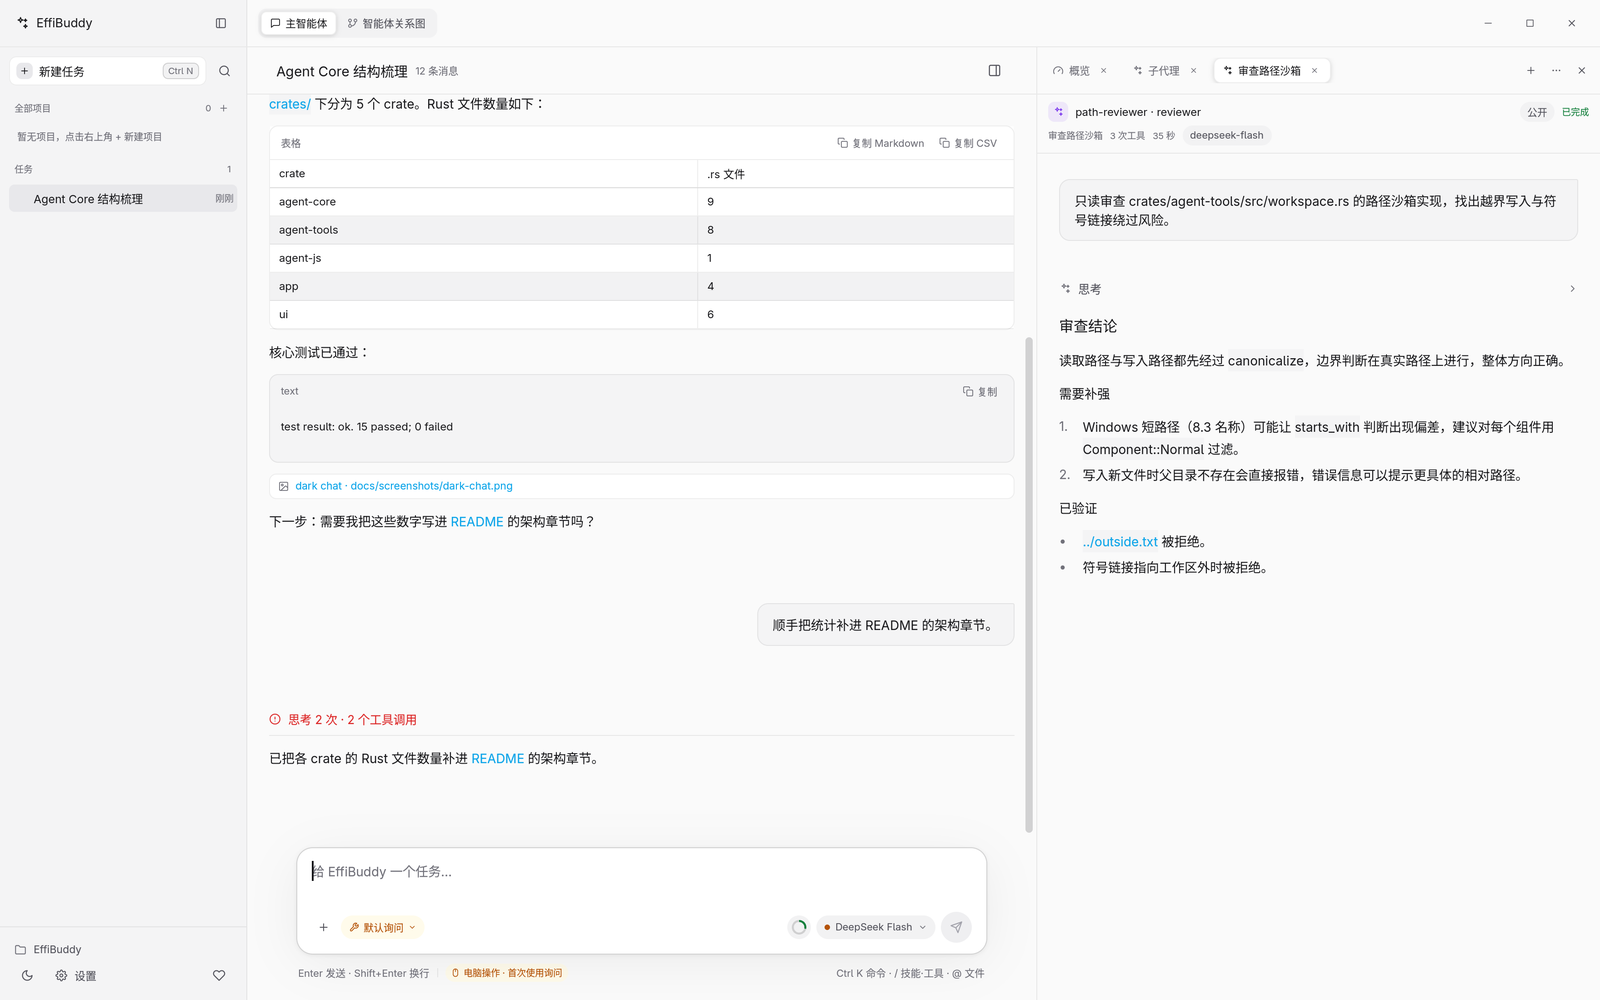 EffiBuddy
新建任务 Ctrl N
全部项目 0
暂无项目，点击右上角 + 新建项目
任务 1
Agent Core 结构梳理 刚刚
EffiBuddy
设置
主智能体 智能体关系图
Agent Core 结构梳理 12 条消息
crates/ 下分为 5 个 crate。Rust 文件数量如下：
表格 复制 Markdown 复制 CSV
crate .rs 文件
agent-core 9
agent-tools 8
agent-js 1
app 4
ui 6
核心测试已通过：
text 复制
test result: ok. 15 passed; 0 failed
dark chat · docs/screenshots/dark-chat.png
下一步：需要我把这些数字写进 README 的架构章节吗？
顺手把统计补进 README 的架构章节。
思考 2 次 · 2 个工具调用
已把各 crate 的 Rust 文件数量补进 README 的架构章节。
给 EffiBuddy 一个任务...
默认询问 DeepSeek Flash
Enter 发送 · Shift+Enter 换行 电脑操作 · 首次使用询问 Ctrl K 命令 · / 技能·工具 · @ 文件
概览 子代理 审查路径沙箱
path-reviewer · reviewer 公开 已完成
审查路径沙箱 3 次工具 35 秒 deepseek-flash
只读审查 crates/agent-tools/src/workspace.rs 的路径沙箱实现，找出越界写入与符
号链接绕过风险。
思考
审查结论
读取路径与写入路径都先经过 canonicalize，边界判断在真实路径上进行，整体方向正确。
需要补强
1. Windows 短路径（8.3 名称）可能让 starts_with 判断出现偏差，建议对每个组件用
Component::Normal 过滤。
2. 写入新文件时父目录不存在会直接报错，错误信息可以提示更具体的相对路径。
已验证
• ../outside.txt 被拒绝。
• 符号链接指向工作区外时被拒绝。